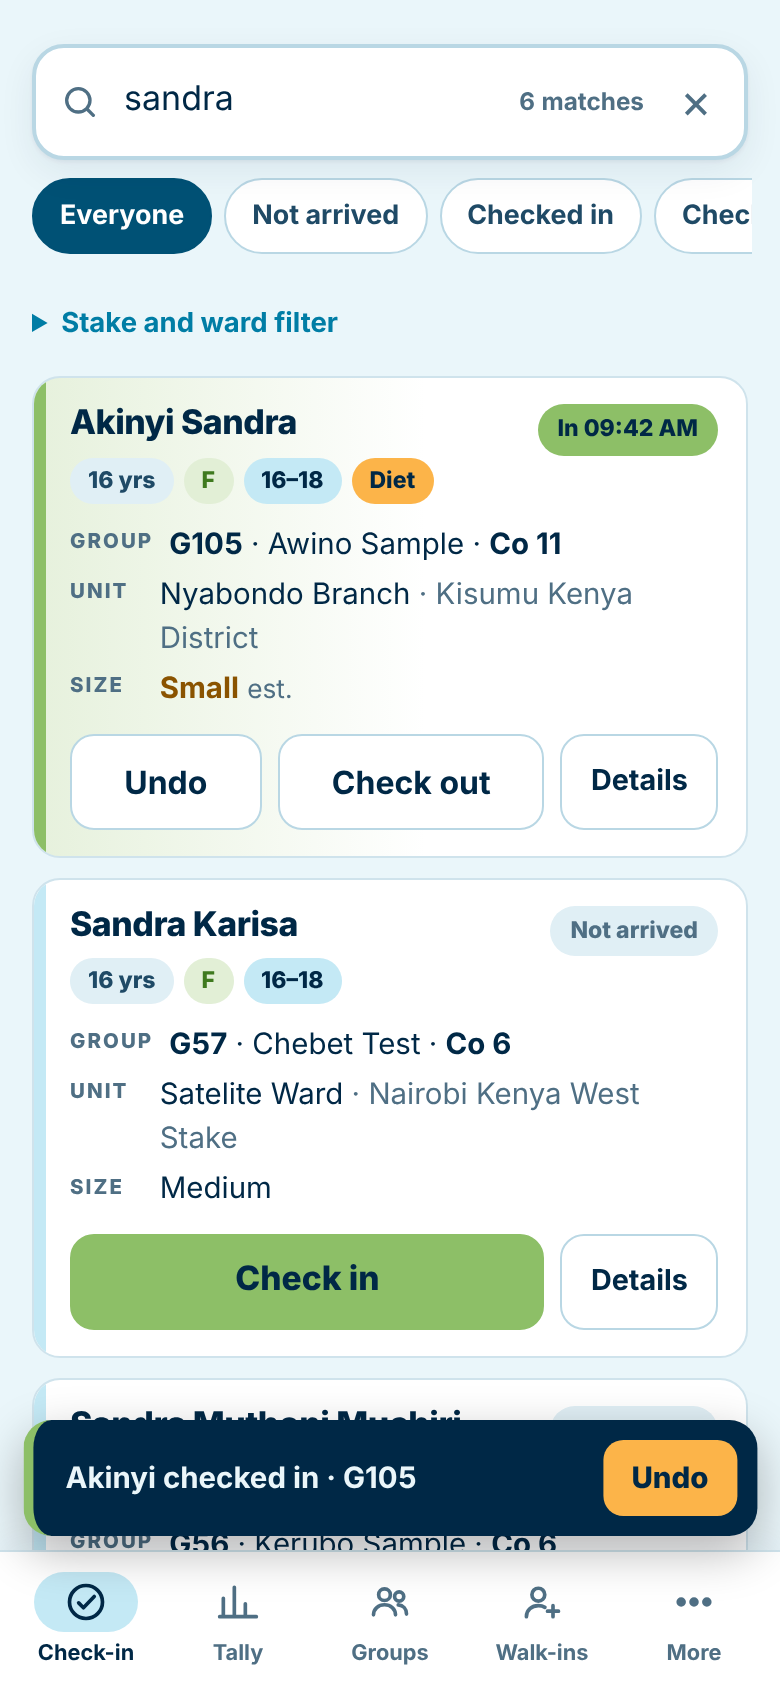 sandra
6 matches
Everyone
Not arrived
Checked in
Chec
Stake and ward filter
Akinyi Sandra
In 09:42 AM
16 yrs
F
16–18
Diet
GROUP G105 · Awino Sample · Co 11
UNIT Nyabondo Branch · Kisumu Kenya
District
SIZE Small est.
Undo
Check out
Details
Sandra Karisa
Not arrived
16 yrs
F
16–18
GROUP G57 · Chebet Test · Co 6
UNIT Satelite Ward · Nairobi Kenya West
Stake
SIZE Medium
Check in
Details
Sandra Muthoni Muchiri
Akinyi checked in · G105
Undo
GROUP G56 · Kerubo Sample · Co 6
Check-in
Tally
Groups
Walk-ins
More